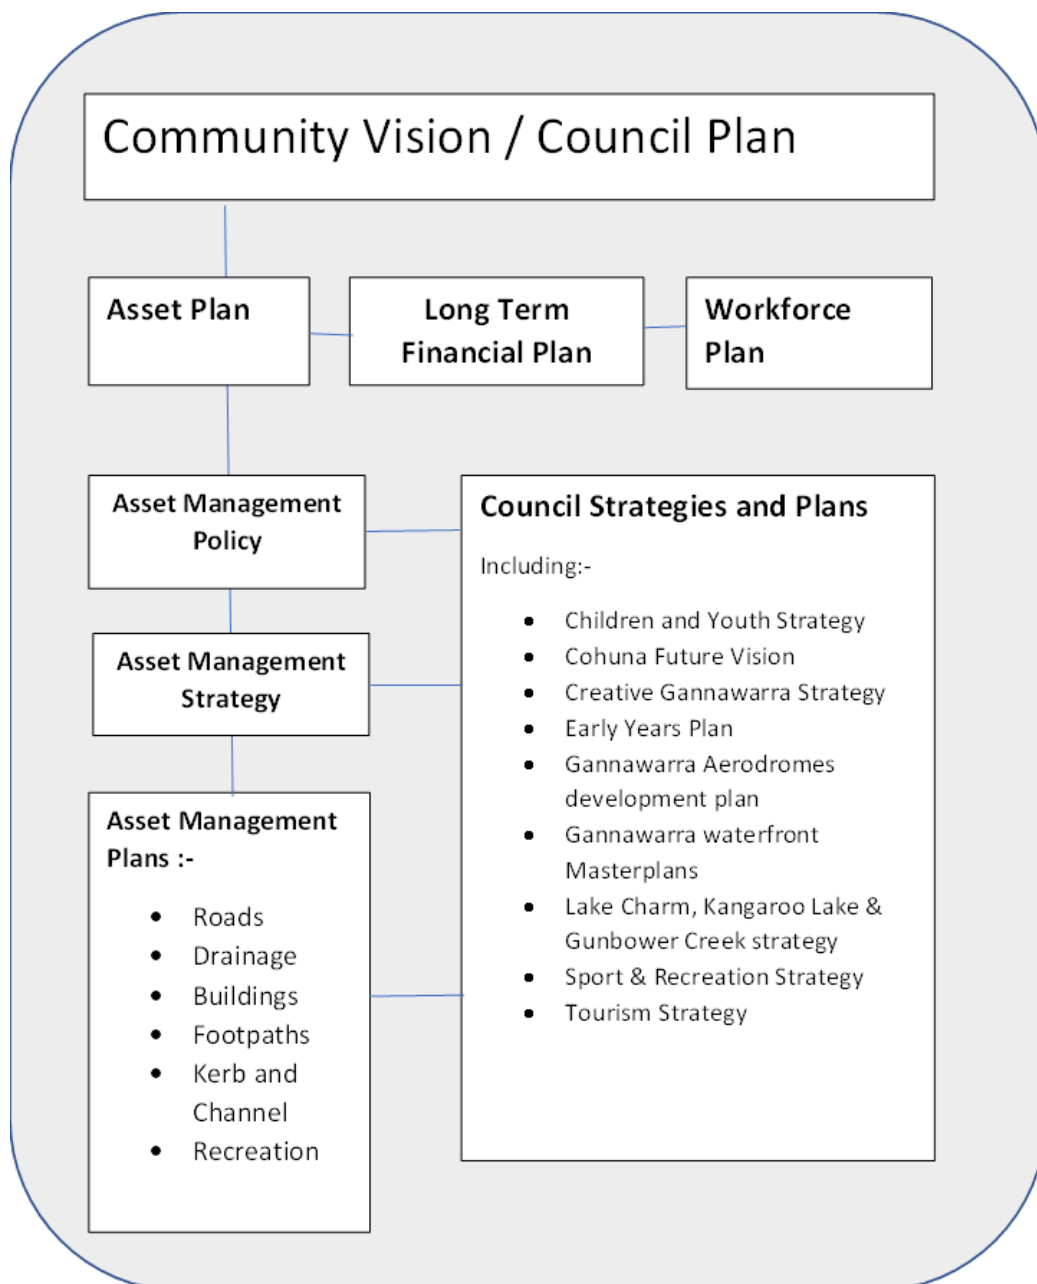 Community Vision / Council Plan
Asset Plan
Long Term
Financial Plan
Workforce
Plan
Asset Management
Policy
Asset Management
Strategy
Asset Management
Plans :-
• Roads
• Drainage
• Buildings
• Footpaths
• Kerb and
Channel
• Recreation
Council Strategies and Plans
Including:-
• Children and Youth Strategy
• Cohuna Future Vision
• Creative Gannawarra Strategy
• Early Years Plan
• Gannawarra Aerodromes
development plan
• Gannawarra waterfront
Masterplans
• Lake Charm, Kangaroo Lake &
Gunbower Creek strategy
• Sport & Recreation Strategy
• Tourism Strategy